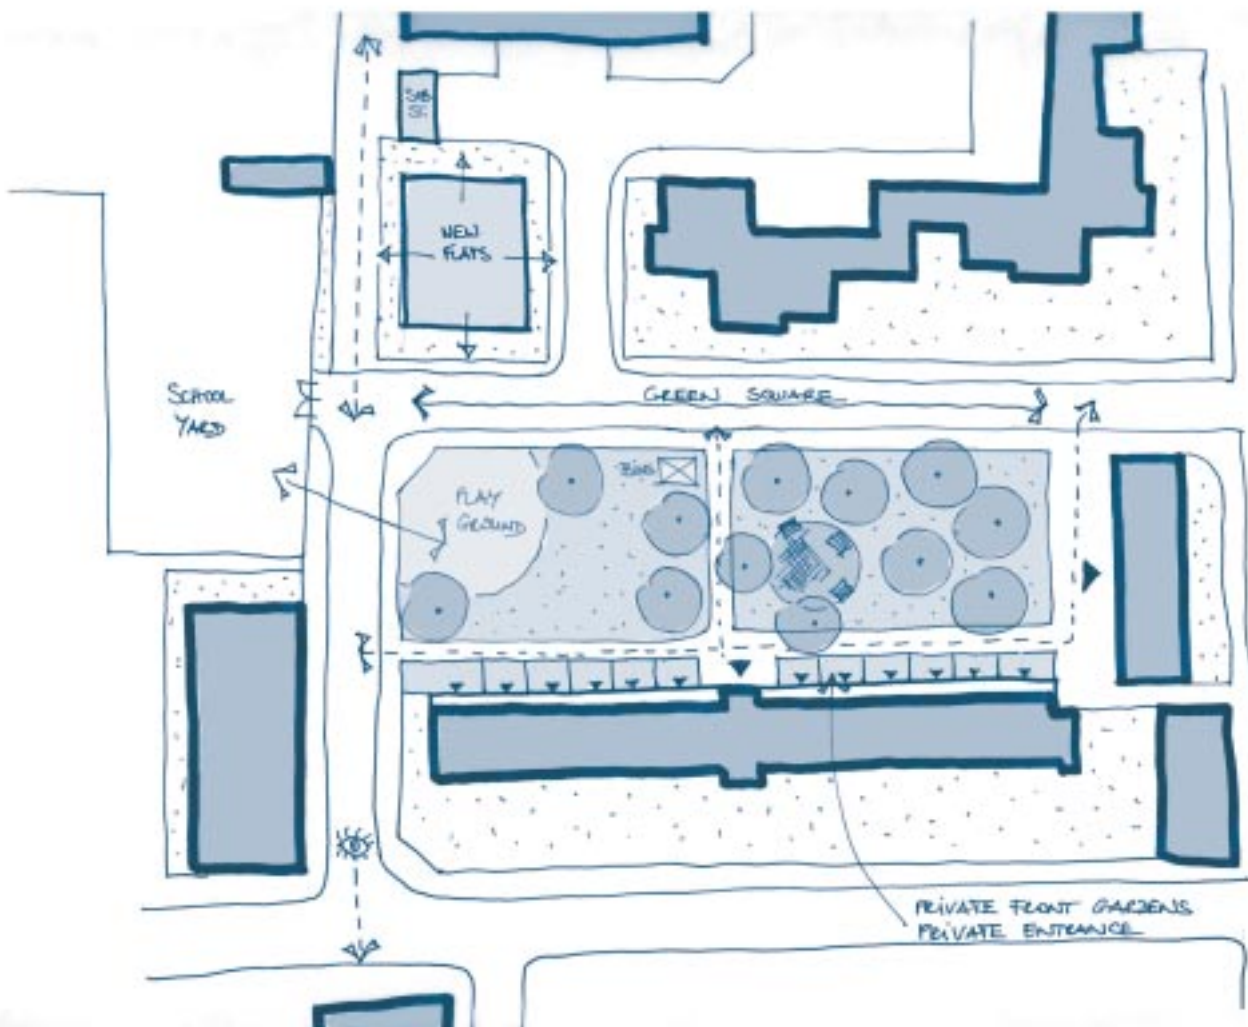 SUB
ST.
NEW
FLATS
GREEN SQUARE
SCHOOL
YARD
BINS
PLAY
GROUND
PRIVATE FRONT GARDENS
PRIVATE ENTRANCE